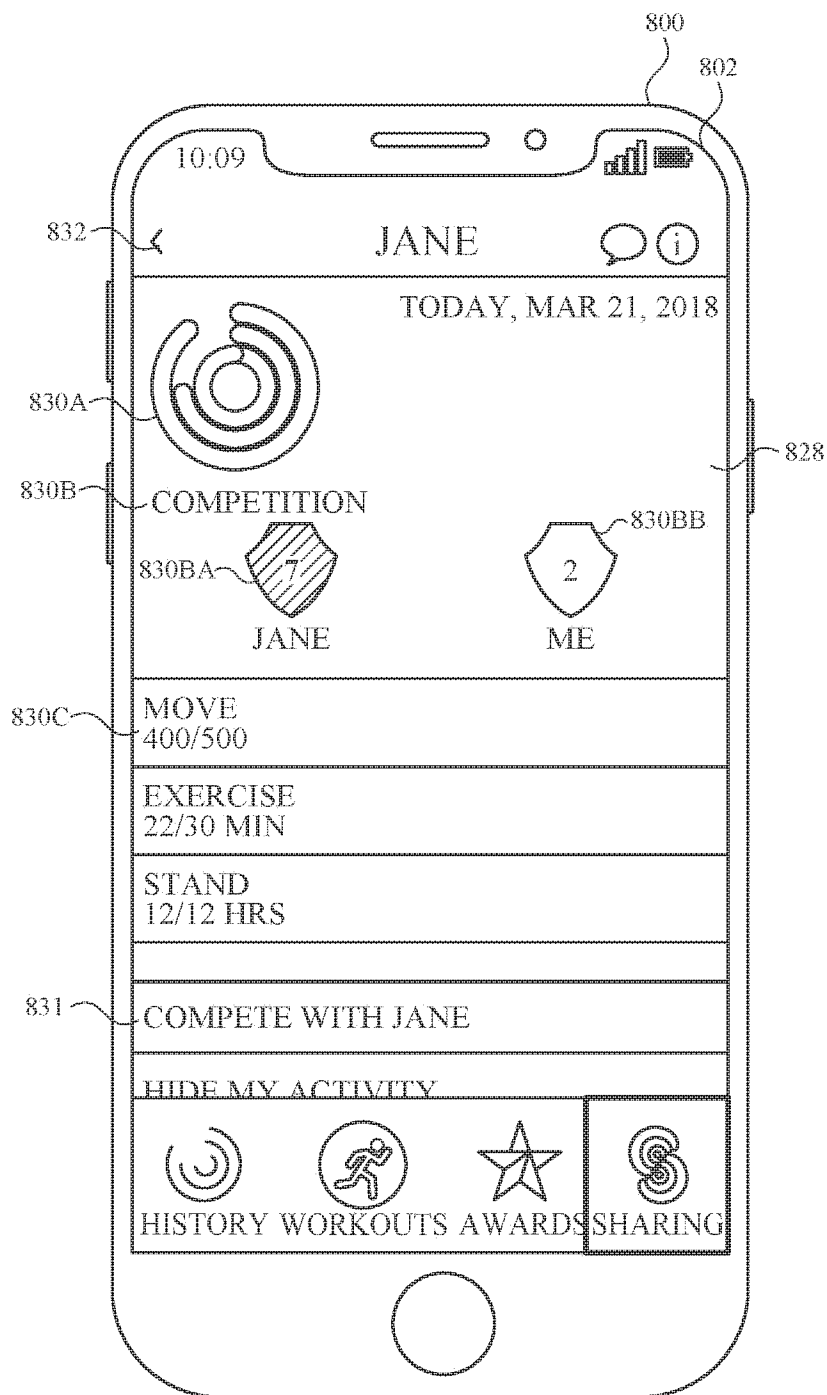 800
802
10:09
832
JANE
i
TODAY, MAR 21, 2018
830A
828
830B
COMPETITION
830BB
830BA
7
2
JANE
ME
830C
MOVE
400/500
EXERCISE
22/30 MIN
STAND
12/12 HRS
831
COMPETE WITH JANE
HIDE MY ACTIVITY
HISTORY WORKOUTS AWARDS SHARING